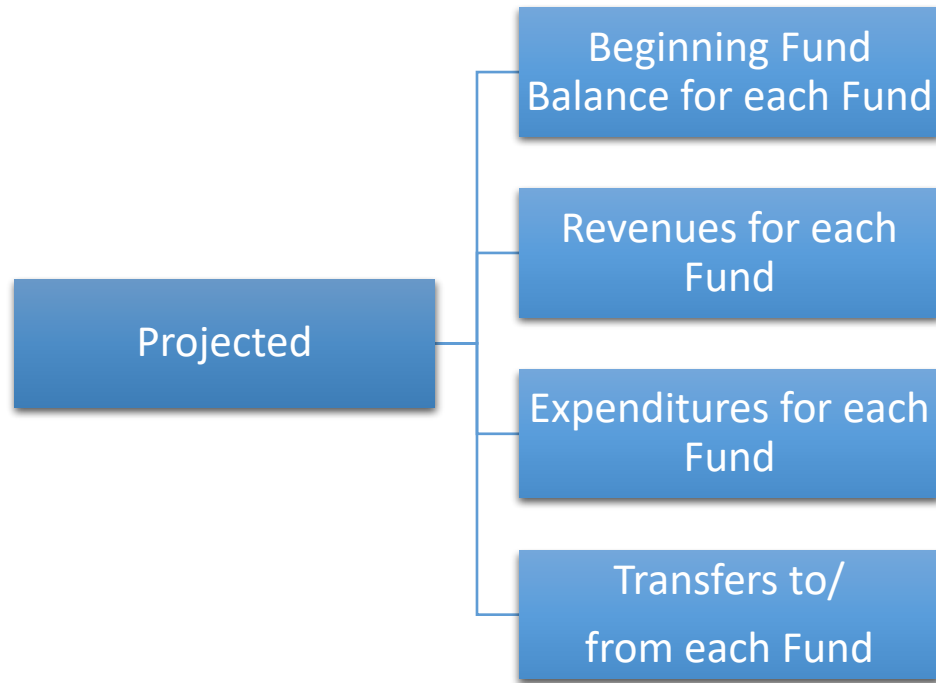 Beginning Fund
Balance for each Fund
Revenues for each
Fund
Projected
Expenditures for each
Fund
Transfers to/
from each Fund